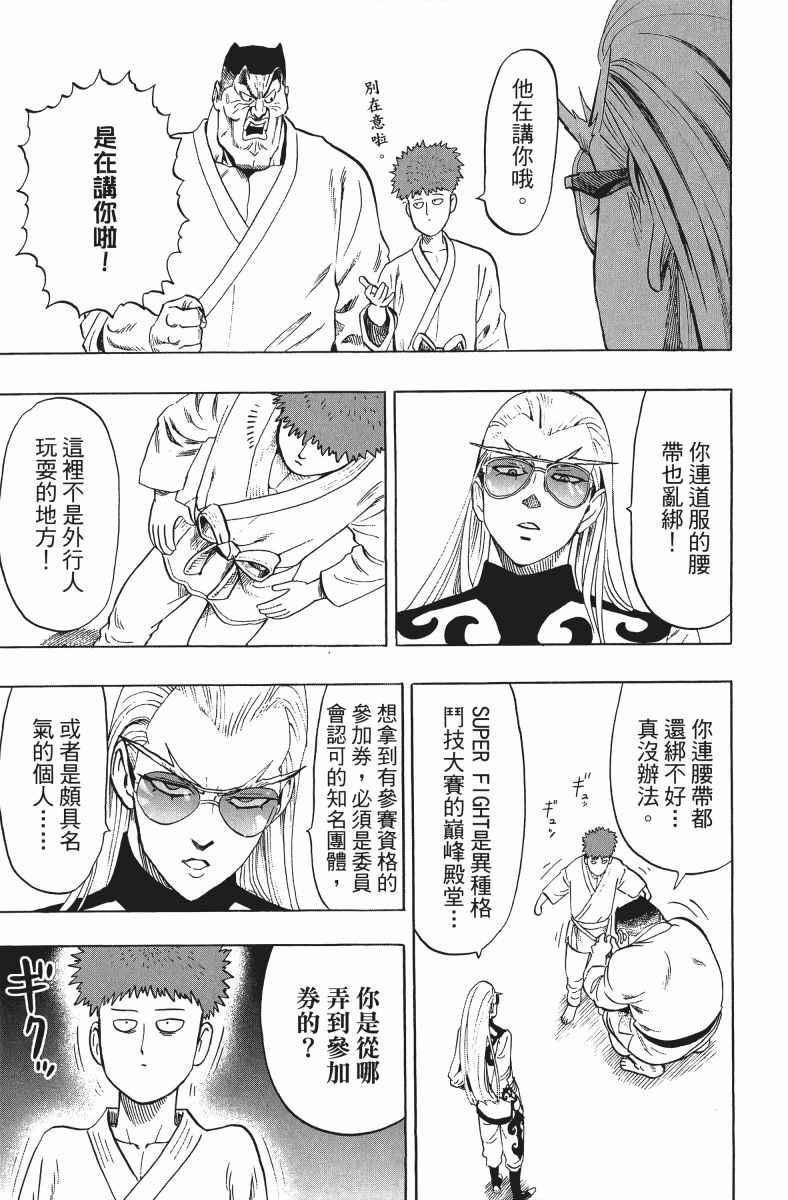 他在講你哦。
別在意啦。
是在講你啦！
你連道服的腰
帶也亂綁！
這裡不是外行人
玩耍的地方！
你連腰帶都
還綁不好…
真沒辦法。
ギュッ
ギュッ
SUPER FIGHT是異種格
鬥技大賽的巔峰殿堂…
想拿到有參賽資格的
參加券，必須是委員
會認可的知名團體，
或者是頗具名
氣的個人……
你是從哪
弄到參加
券的？
ギクッ